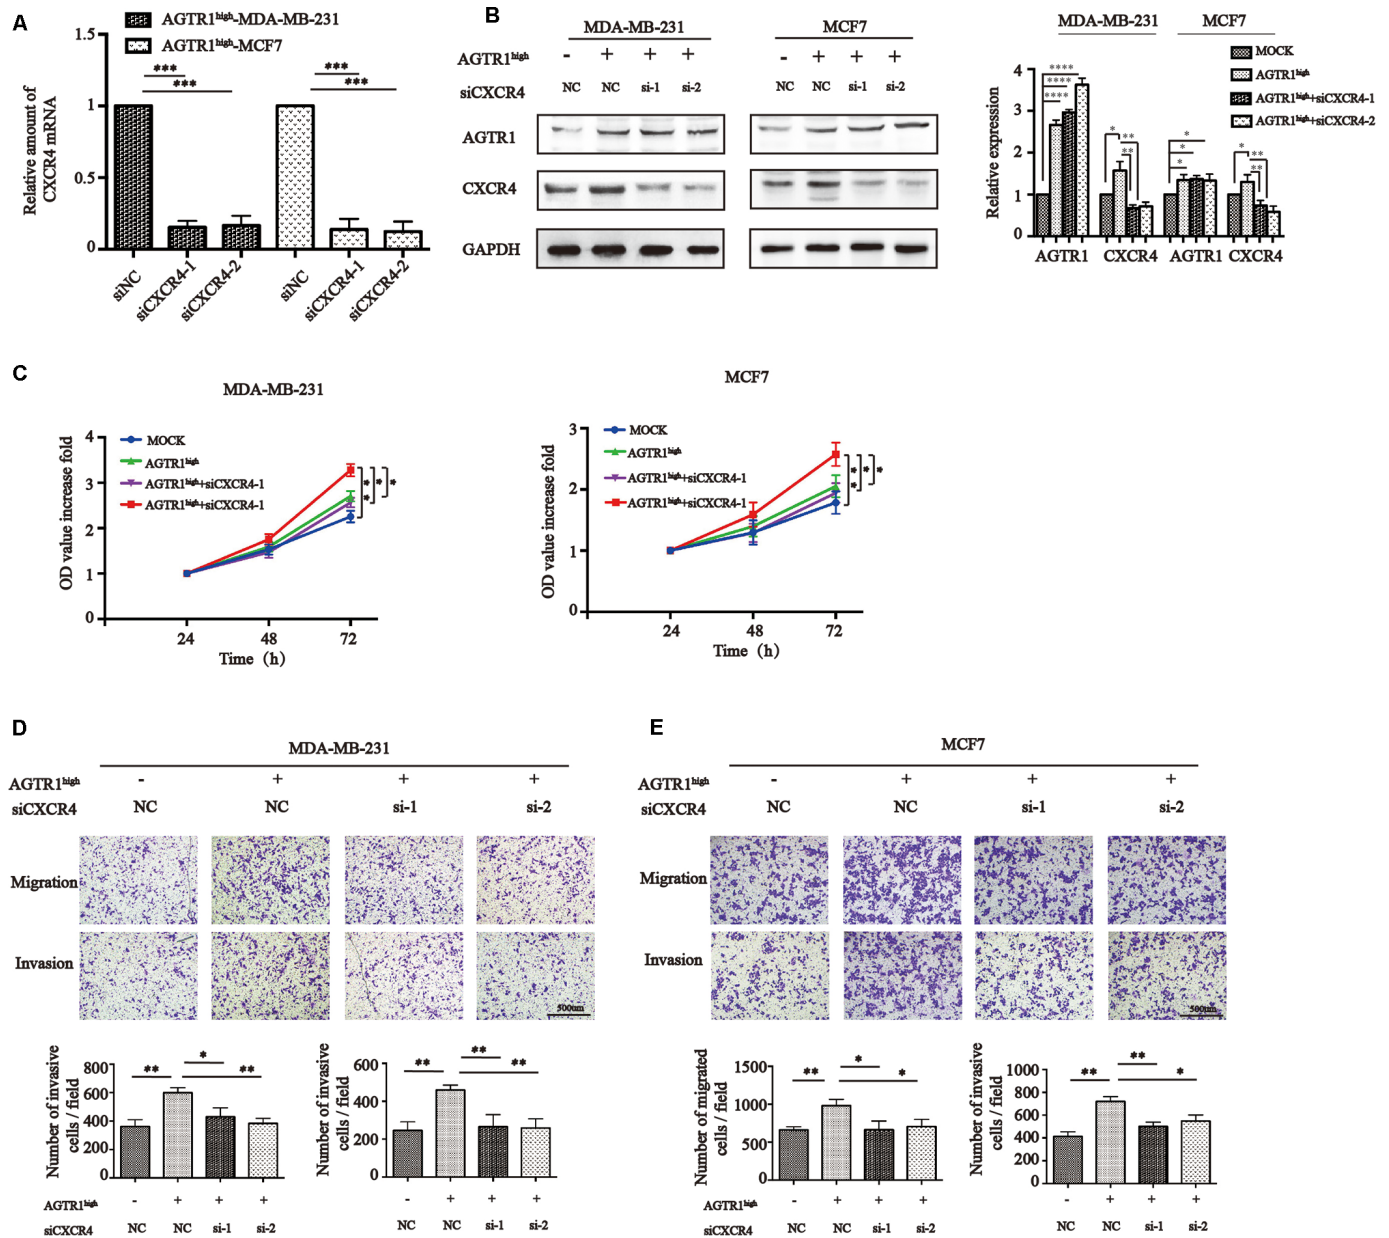 A
AGTR1high-MDA-MB-231
AGTR1high-MCF7
Relative amount of
CXCR4 mRNA
1.5
1
0.5
0
*** *** *** ***
siNC siCXCR4-1 siCXCR4-2 siNC siCXCR4-1 siCXCR4-2
B
MDA-MB-231 MCF7
AGTR1high - + + + - + + +
siCXCR4 NC NC si-1 si-2 NC NC si-1 si-2
AGTR1
CXCR4
GAPDH
MDA-MB-231 MCF7
MOCK
AGTR1high
AGTR1high+siCXCR4-1
AGTR1high+siCXCR4-2
Relative expression
4
3
2
1
0
**** **** **** * ** ** * * * * ** **
AGTR1 CXCR4 AGTR1 CXCR4
C
MDA-MB-231
MOCK
AGTR1high
AGTR1high+siCXCR4-1
AGTR1high+siCXCR4-1
OD value increase fold
4
3
2
1
0
** * *
24 48 72
Time（h）
MCF7
MOCK
AGTR1high
AGTR1high+siCXCR4-1
AGTR1high+siCXCR4-1
OD value increase fold
3
2
1
0
** ** * *
24 48 72
Time（h）
D
MDA-MB-231
AGTR1high - + + +
siCXCR4 NC NC si-1 si-2
Migration
Invasion
500um
Number of invasive
cells / field
800
600
400
200
0
** * **
AGTR1high - + + +
siCXCR4 NC NC si-1 si-2
Number of invasive
cells / field
600
400
200
0
** ** **
- + + +
NC NC si-1 si-2
E
MCF7
AGTR1high - + + +
siCXCR4 NC NC si-1 si-2
Migration
Invasion
500um
Number of migrated
cells / field
1500
1000
500
0
** * *
AGTR1high - + + +
siCXCR4 NC NC si-1 si-2
Number of invasive
cells / field
1000
800
600
400
200
0
** ** *
- + + +
NC NC si-1 si-2